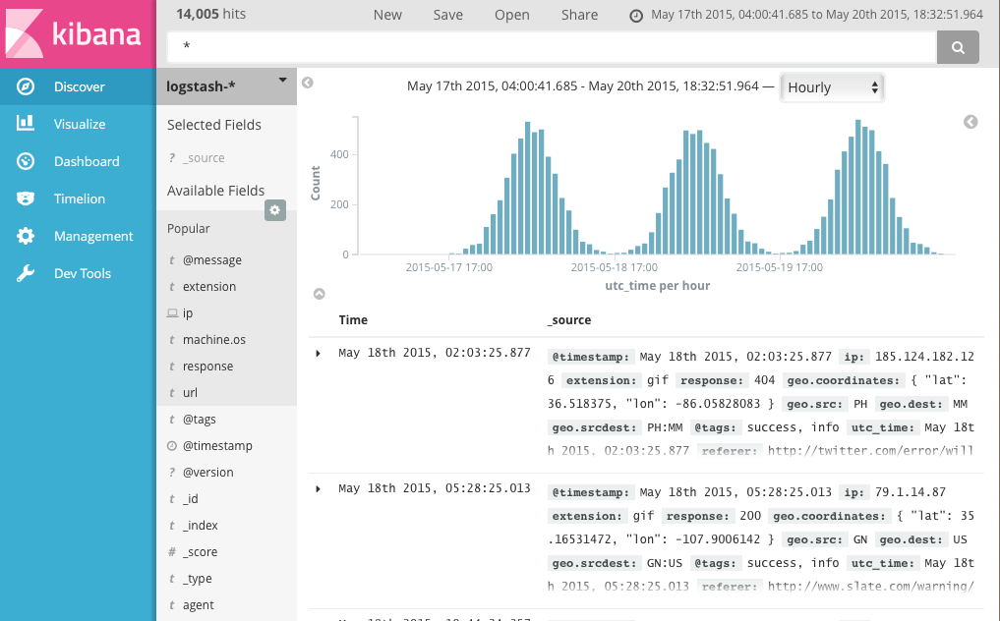 kibana
Discover
Visualize
Dashboard
Timelion
Management
Dev Tools
14,005 hits
New Save Open Share May 17th 2015, 04:00:41.685 to May 20th 2015, 18:32:51.964
*
logstash-*
Selected Fields
? _source
Available Fields
Popular
t @message
t extension
ip
t machine.os
t response
t url
t @tags
@timestamp
? @version
t _id
t _index
# _score
t _type
t agent
May 17th 2015, 04:00:41.685 - May 20th 2015, 18:32:51.964 — Hourly
Count
400
200
0
2015-05-17 17:00 2015-05-18 17:00 2015-05-19 17:00
utc_time per hour
Time _source
May 18th 2015, 02:03:25.877 @timestamp: May 18th 2015, 02:03:25.877 ip: 185.124.182.12
6 extension: gif response: 404 geo.coordinates: { "lat":
36.518375, "lon": -86.05828083 } geo.src: PH geo.dest: MM
geo.srcdest: PH:MM @tags: success, info utc_time: May 18t
h 2015, 02:03:25.877 referer: http://twitter.com/error/will
May 18th 2015, 05:28:25.013 @timestamp: May 18th 2015, 05:28:25.013 ip: 79.1.14.87
extension: gif response: 200 geo.coordinates: { "lat": 35
.16531472, "lon": -107.9006142 } geo.src: GN geo.dest: US
geo.srcdest: GN:US @tags: success, info utc_time: May 18t
h 2015, 05:28:25.013 referer: http://www.slate.com/warning/